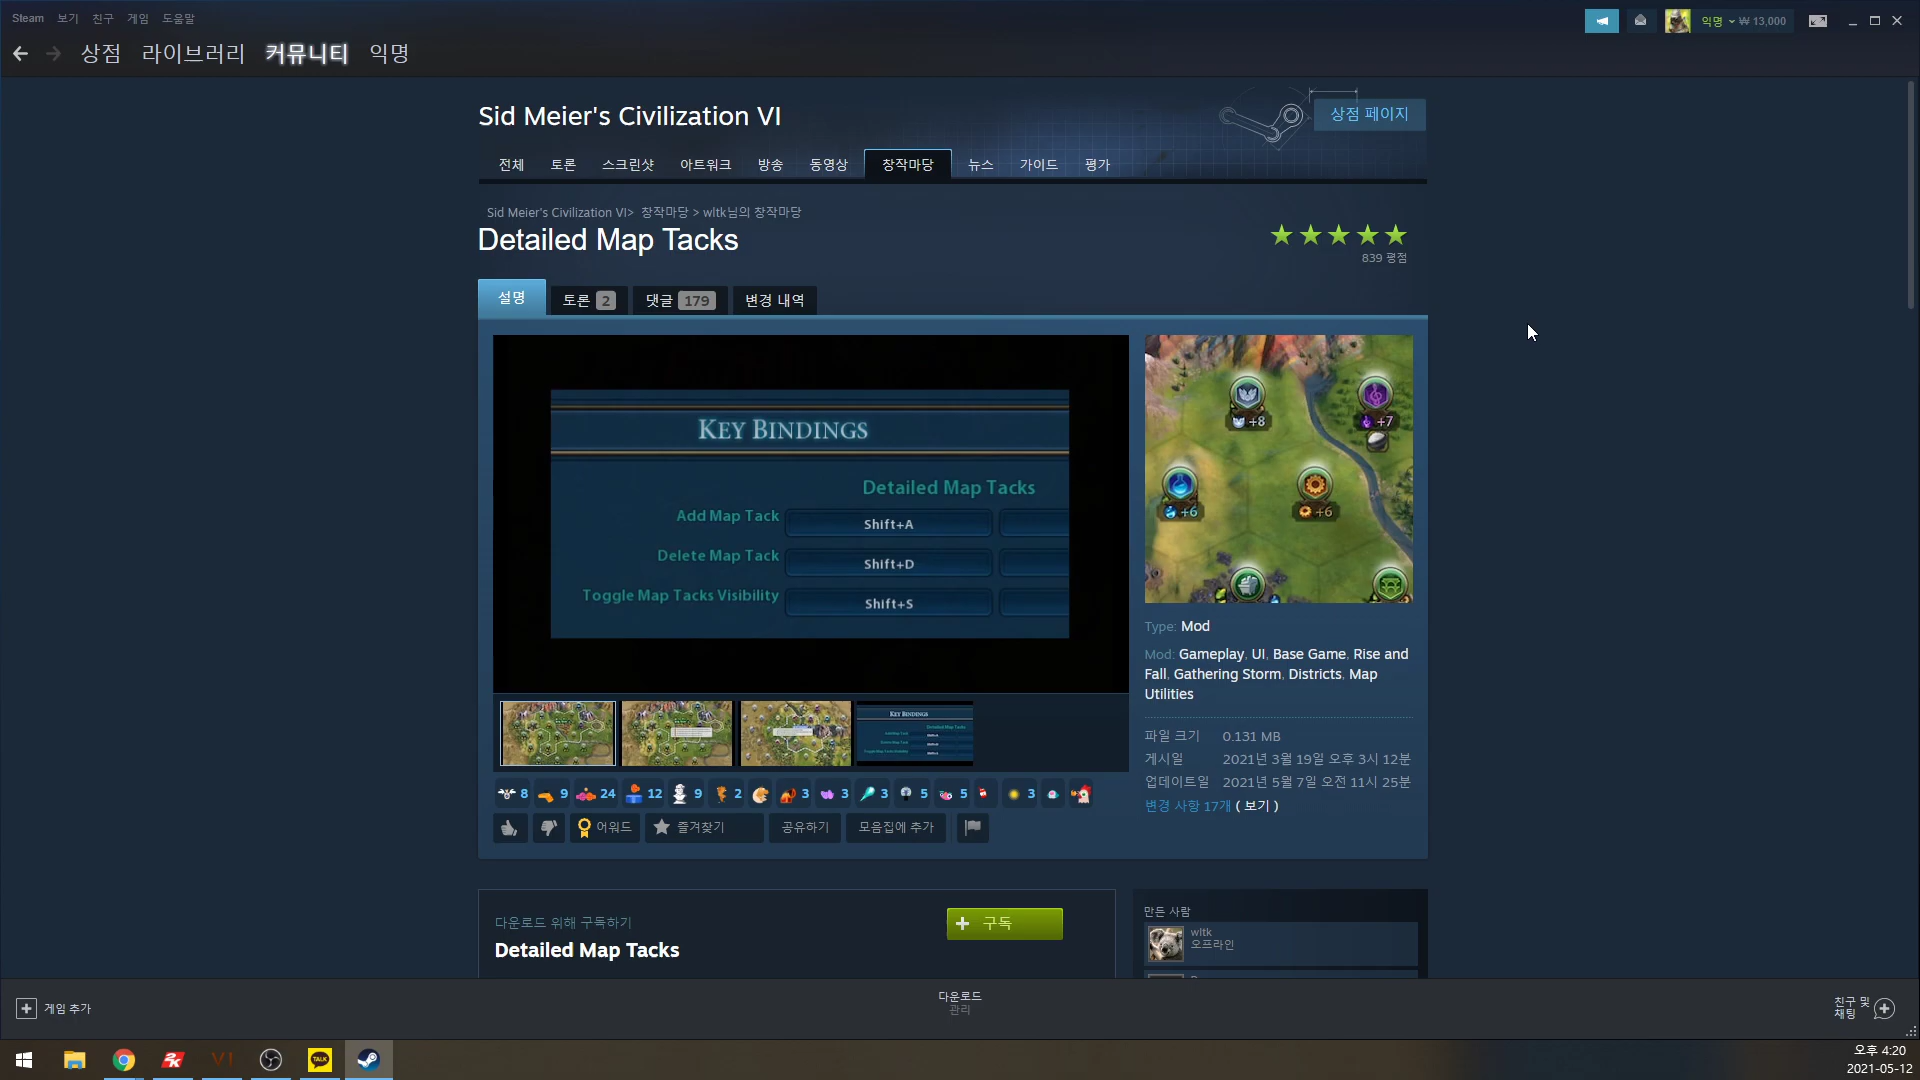 Steam 보기 친구 게임 도움말
익명 ₩ 13,000
상점 라이브러리 커뮤니티 익명
Sid Meier's Civilization VI
상점 페이지
전체 토론 스크린샷 아트워크 방송 동영상 창작마당 뉴스 가이드 평가
Sid Meier's Civilization VI> 창작마당 > wltk님의 창작마당
Detailed Map Tacks
839 평점
설명 토론 2 댓글 179 변경 내역
KEY BINDINGS
Detailed Map Tacks
Add Map Tack Shift+A
Delete Map Tack Shift+D
Toggle Map Tacks Visibility Shift+S
+8 +7
+6 +6
Type: Mod
Mod: Gameplay, UI, Base Game, Rise and
Fall, Gathering Storm, Districts, Map
Utilities
파일 크기 0.131 MB
게시일 2021년 3월 19일 오후 3시 12분
업데이트일 2021년 5월 7일 오전 11시 25분
변경 사항 17개 ( 보기 )
KEY BINDINGS
Detailed Map Tacks
8 9 24 12 9 2 3 3 3 5 5 3
어워드 즐겨찾기 공유하기 모음집에 추가
다운로드 위해 구독하기
Detailed Map Tacks
구독
만든 사람
wltk
오프라인
게임 추가
다운로드
관리
친구 및
채팅
2K VI TALK
오후 4:20
2021-05-12